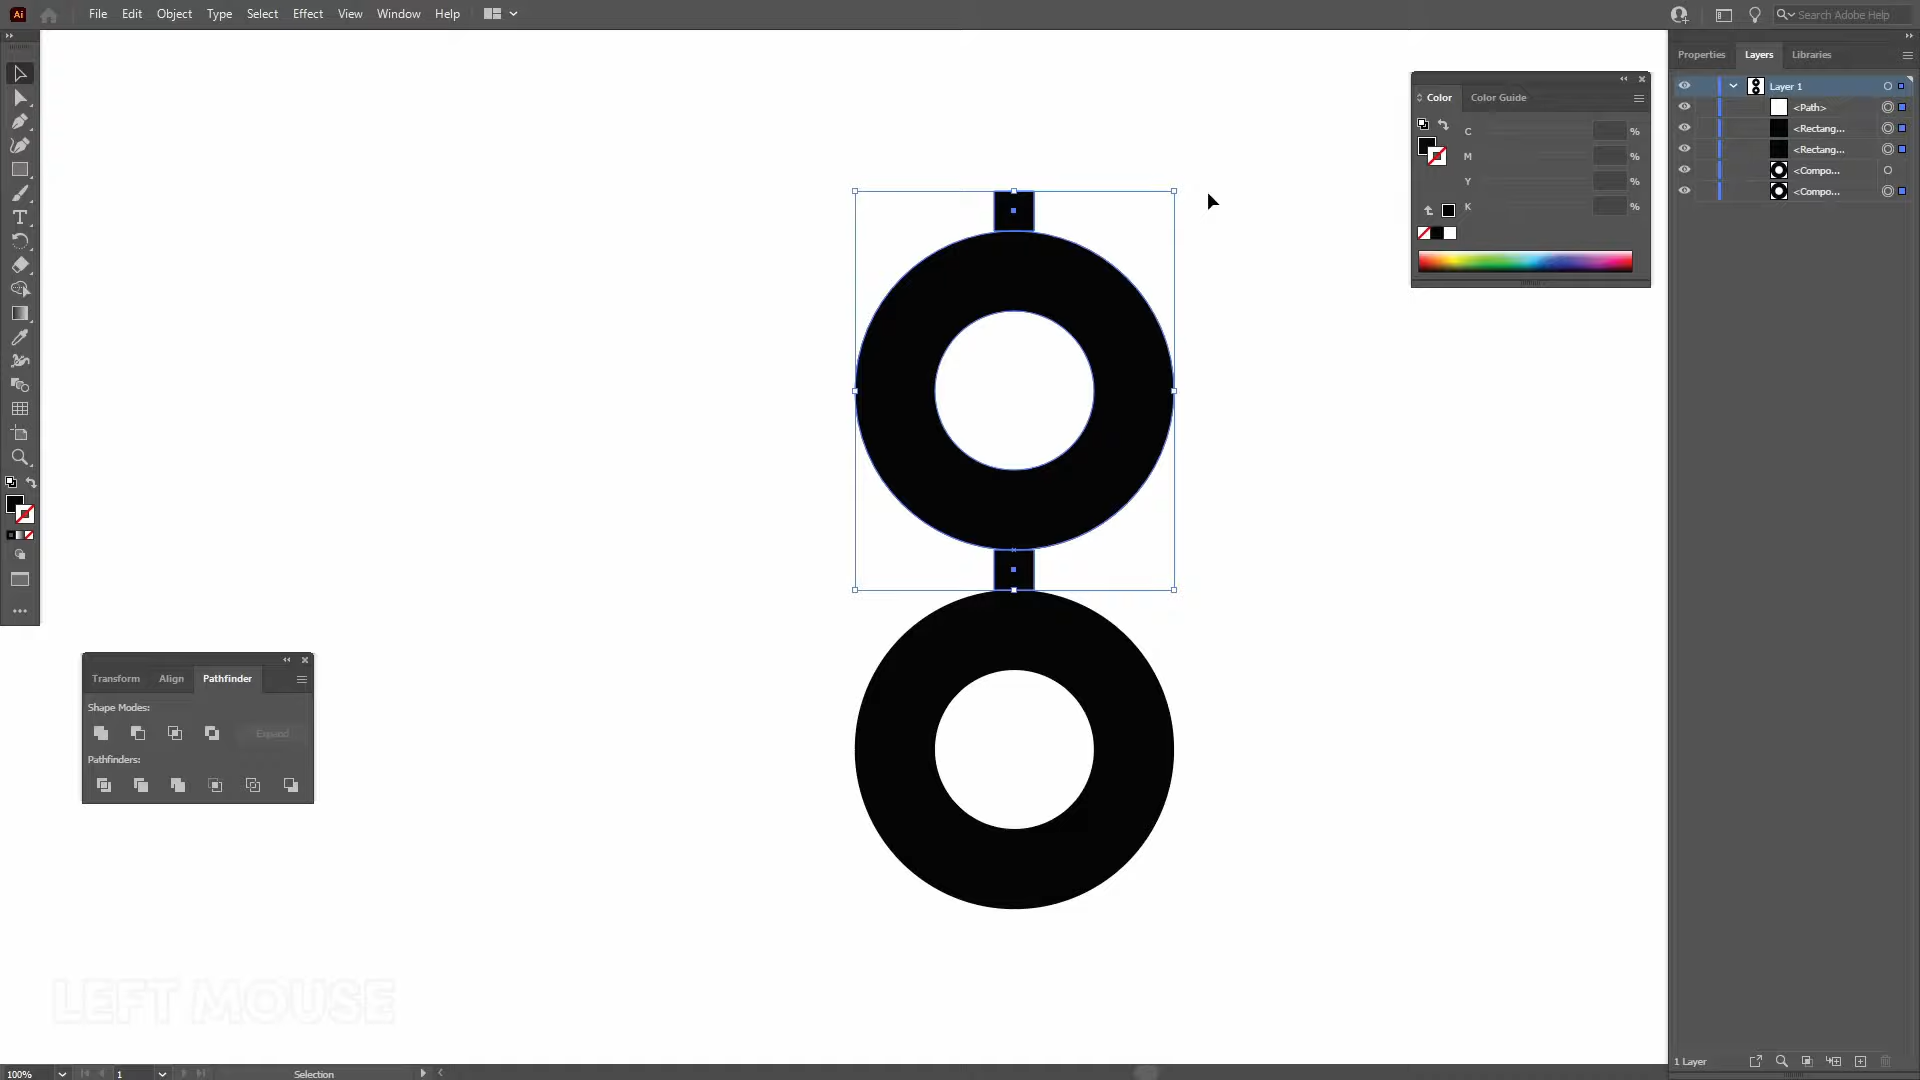 Ai File Edit Object Type Select Effect View Window Help Search Adobe Help
Properties Layers Libraries
Layer 1
<Path>
<Rectang...
<Rectang...
<Compo...
<Compo...
Color Color Guide
C %
M %
Y %
K %
Transform Align Pathfinder
Shape Modes:
Expand
Pathfinders:
LEFT MOUSE
1 Layer
100% 1 Selection